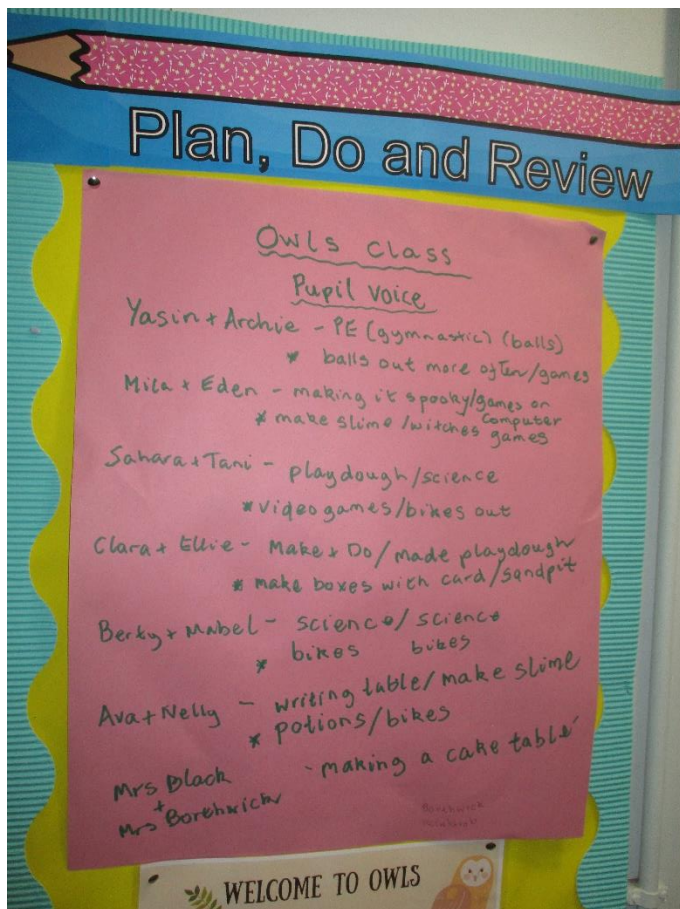 Plan, Do and Review
Owls class
Pupil voice
Yasin + Archie - PE (gymnastic) (balls)
* balls out more often/games
Mila + Eden - making it spooky/games on computer
* make slime/witches games
Sahara + Tani - playdough/science
* videogames/bikes out
Clara + Ellie - Make + Do/made playdough
* make boxes with card/sandpit
Berty + Mabel - science/science
* bikes bikes
Ava + Nelly - writing table/make slime
* potions/bikes
Mrs Black - making a cake table
+
Mrs Borthwick
Borthwick
WELCOME TO OWLS